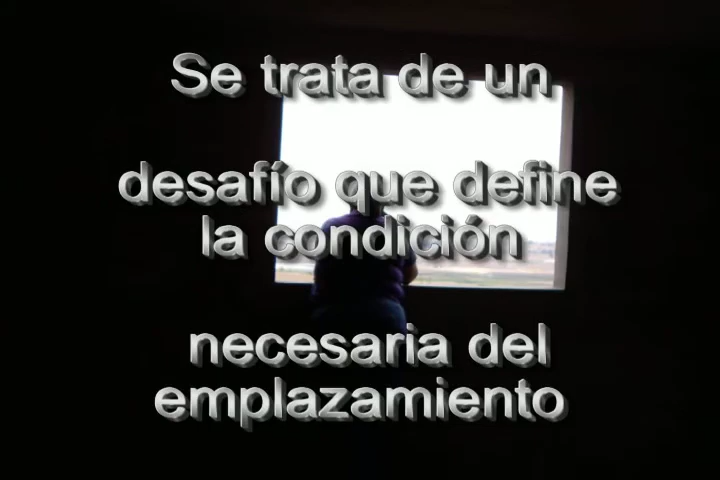 Se trata de un
desafío que define
la condición
necesaria del
emplazamiento